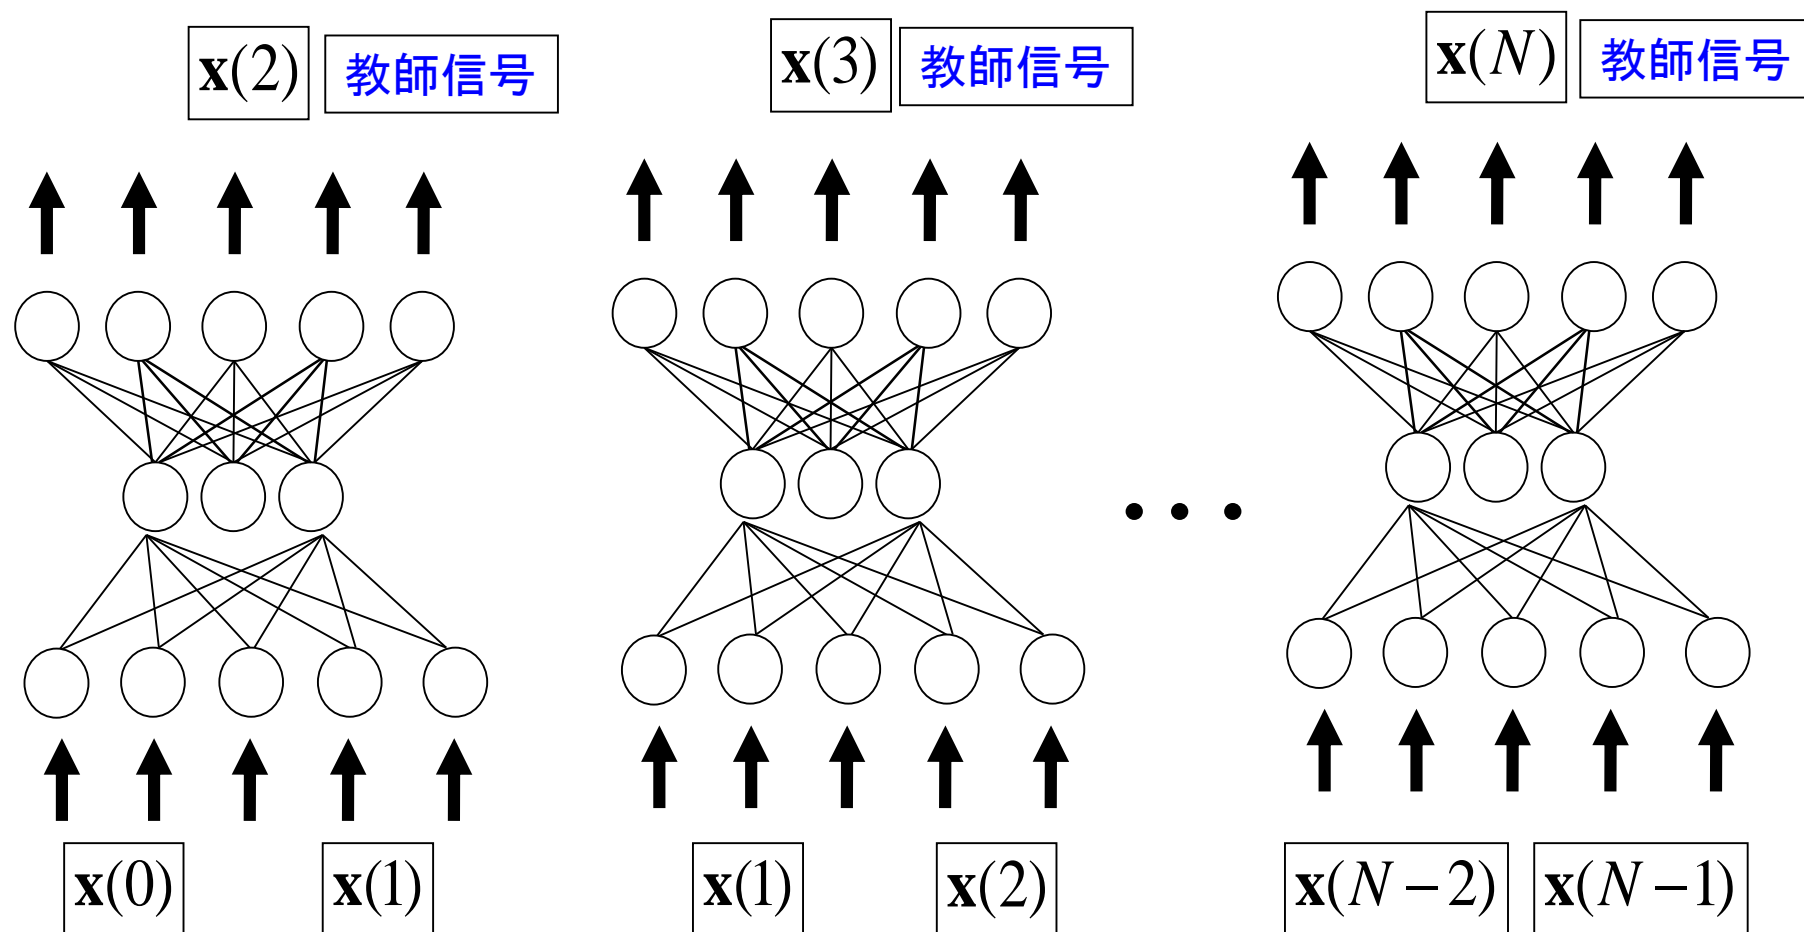 x(2) 教師信号
x(3) 教師信号
x(N) 教師信号
x(0) x(1)
x(1) x(2)
x(N−2) x(N−1)